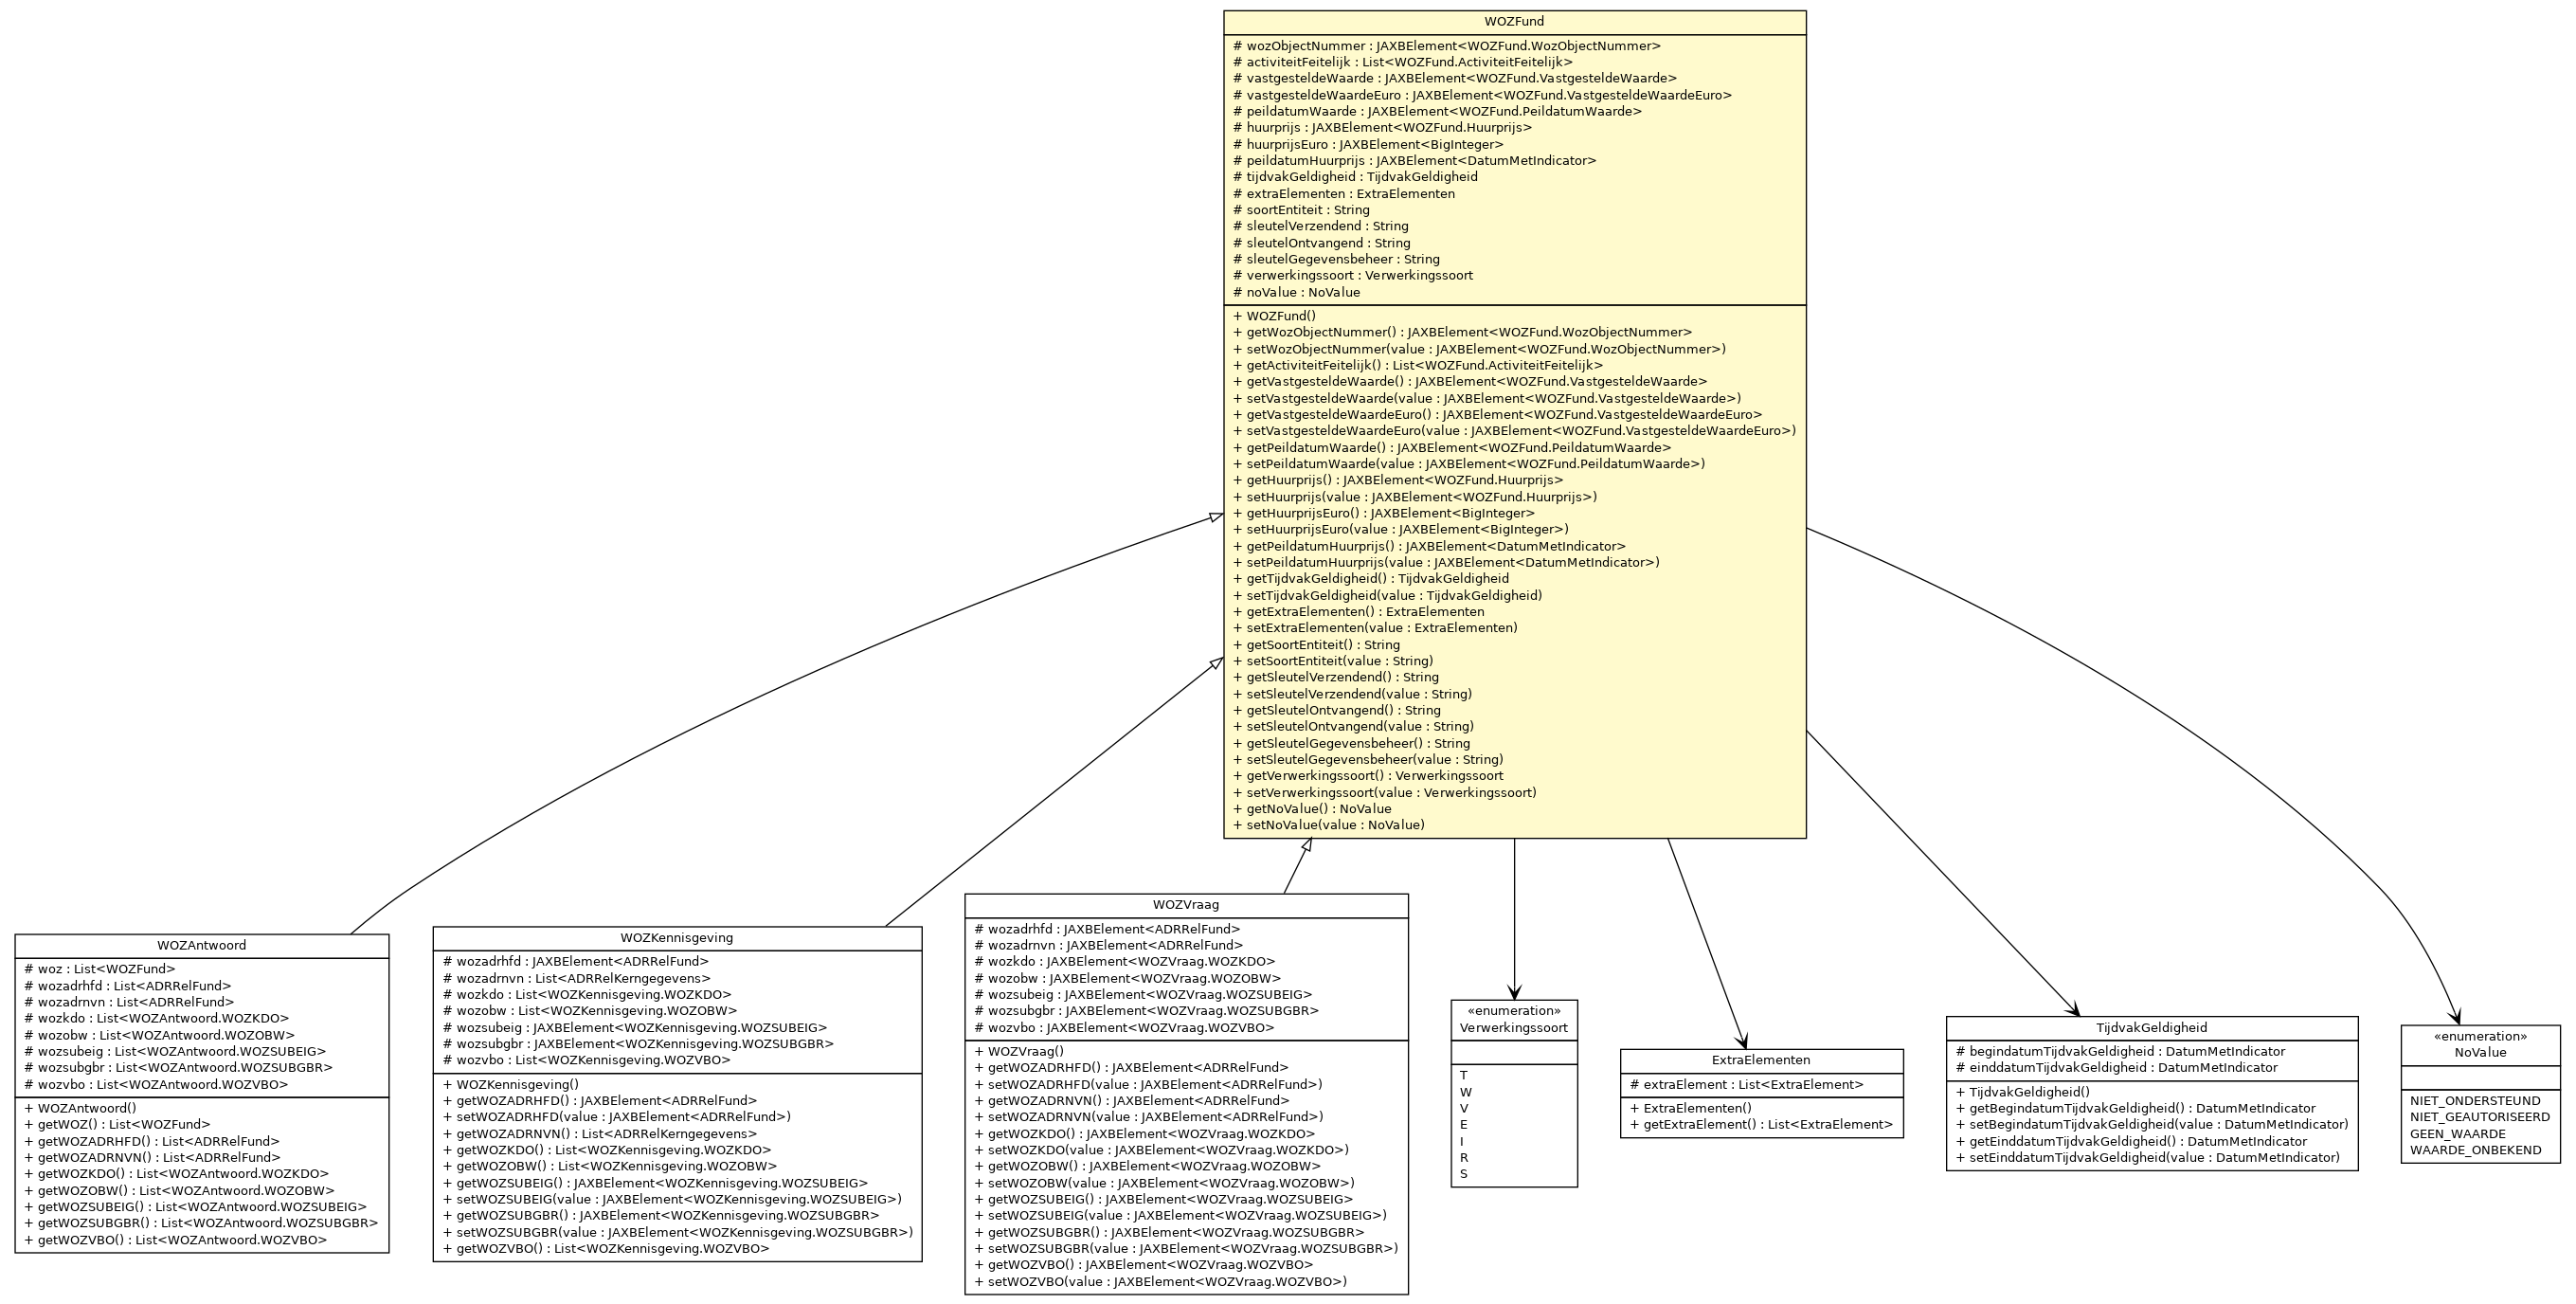 WOZFund
# wozObjectNummer : JAXBElement<WOZFund.WozObjectNummer>
# activiteitFeitelijk : List<WOZFund.ActiviteitFeitelijk>
# vastgesteldeWaarde : JAXBElement<WOZFund.VastgesteldeWaarde>
# vastgesteldeWaardeEuro : JAXBElement<WOZFund.VastgesteldeWaardeEuro>
# peildatumWaarde : JAXBElement<WOZFund.PeildatumWaarde>
# huurprijs : JAXBElement<WOZFund.Huurprijs>
# huurprijsEuro : JAXBElement<BigInteger>
# peildatumHuurprijs : JAXBElement<DatumMetIndicator>
# tijdvakGeldigheid : TijdvakGeldigheid
# extraElementen : ExtraElementen
# soortEntiteit : String
# sleutelVerzendend : String
# sleutelOntvangend : String
# sleutelGegevensbeheer : String
# verwerkingssoort : Verwerkingssoort
# noValue : NoValue
+ WOZFund()
+ getWozObjectNummer() : JAXBElement<WOZFund.WozObjectNummer>
+ setWozObjectNummer(value : JAXBElement<WOZFund.WozObjectNummer>)
+ getActiviteitFeitelijk() : List<WOZFund.ActiviteitFeitelijk>
+ getVastgesteldeWaarde() : JAXBElement<WOZFund.VastgesteldeWaarde>
+ setVastgesteldeWaarde(value : JAXBElement<WOZFund.VastgesteldeWaarde>)
+ getVastgesteldeWaardeEuro() : JAXBElement<WOZFund.VastgesteldeWaardeEuro>
+ setVastgesteldeWaardeEuro(value : JAXBElement<WOZFund.VastgesteldeWaardeEuro>)
+ getPeildatumWaarde() : JAXBElement<WOZFund.PeildatumWaarde>
+ setPeildatumWaarde(value : JAXBElement<WOZFund.PeildatumWaarde>)
+ getHuurprijs() : JAXBElement<WOZFund.Huurprijs>
+ setHuurprijs(value : JAXBElement<WOZFund.Huurprijs>)
+ getHuurprijsEuro() : JAXBElement<BigInteger>
+ setHuurprijsEuro(value : JAXBElement<BigInteger>)
+ getPeildatumHuurprijs() : JAXBElement<DatumMetIndicator>
+ setPeildatumHuurprijs(value : JAXBElement<DatumMetIndicator>)
+ getTijdvakGeldigheid() : TijdvakGeldigheid
+ setTijdvakGeldigheid(value : TijdvakGeldigheid)
+ getExtraElementen() : ExtraElementen
+ setExtraElementen(value : ExtraElementen)
+ getSoortEntiteit() : String
+ setSoortEntiteit(value : String)
+ getSleutelVerzendend() : String
+ setSleutelVerzendend(value : String)
+ getSleutelOntvangend() : String
+ setSleutelOntvangend(value : String)
+ getSleutelGegevensbeheer() : String
+ setSleutelGegevensbeheer(value : String)
+ getVerwerkingssoort() : Verwerkingssoort
+ setVerwerkingssoort(value : Verwerkingssoort)
+ getNoValue() : NoValue
+ setNoValue(value : NoValue)
WOZAntwoord
# woz : List<WOZFund>
# wozadrhfd : List<ADRRelFund>
# wozadrnvn : List<ADRRelFund>
# wozkdo : List<WOZAntwoord.WOZKDO>
# wozobw : List<WOZAntwoord.WOZOBW>
# wozsubeig : List<WOZAntwoord.WOZSUBEIG>
# wozsubgbr : List<WOZAntwoord.WOZSUBGBR>
# wozvbo : List<WOZAntwoord.WOZVBO>
+ WOZAntwoord()
+ getWOZ() : List<WOZFund>
+ getWOZADRHFD() : List<ADRRelFund>
+ getWOZADRNVN() : List<ADRRelFund>
+ getWOZKDO() : List<WOZAntwoord.WOZKDO>
+ getWOZOBW() : List<WOZAntwoord.WOZOBW>
+ getWOZSUBEIG() : List<WOZAntwoord.WOZSUBEIG>
+ getWOZSUBGBR() : List<WOZAntwoord.WOZSUBGBR>
+ getWOZVBO() : List<WOZAntwoord.WOZVBO>
WOZKennisgeving
# wozadrhfd : JAXBElement<ADRRelFund>
# wozadrnvn : List<ADRRelKerngegevens>
# wozkdo : List<WOZKennisgeving.WOZKDO>
# wozobw : List<WOZKennisgeving.WOZOBW>
# wozsubeig : JAXBElement<WOZKennisgeving.WOZSUBEIG>
# wozsubgbr : JAXBElement<WOZKennisgeving.WOZSUBGBR>
# wozvbo : List<WOZKennisgeving.WOZVBO>
+ WOZKennisgeving()
+ getWOZADRHFD() : JAXBElement<ADRRelFund>
+ setWOZADRHFD(value : JAXBElement<ADRRelFund>)
+ getWOZADRNVN() : List<ADRRelKerngegevens>
+ getWOZKDO() : List<WOZKennisgeving.WOZKDO>
+ getWOZOBW() : List<WOZKennisgeving.WOZOBW>
+ getWOZSUBEIG() : JAXBElement<WOZKennisgeving.WOZSUBEIG>
+ setWOZSUBEIG(value : JAXBElement<WOZKennisgeving.WOZSUBEIG>)
+ getWOZSUBGBR() : JAXBElement<WOZKennisgeving.WOZSUBGBR>
+ setWOZSUBGBR(value : JAXBElement<WOZKennisgeving.WOZSUBGBR>)
+ getWOZVBO() : List<WOZKennisgeving.WOZVBO>
WOZVraag
# wozadrhfd : JAXBElement<ADRRelFund>
# wozadrnvn : JAXBElement<ADRRelFund>
# wozkdo : JAXBElement<WOZVraag.WOZKDO>
# wozobw : JAXBElement<WOZVraag.WOZOBW>
# wozsubeig : JAXBElement<WOZVraag.WOZSUBEIG>
# wozsubgbr : JAXBElement<WOZVraag.WOZSUBGBR>
# wozvbo : JAXBElement<WOZVraag.WOZVBO>
+ WOZVraag()
+ getWOZADRHFD() : JAXBElement<ADRRelFund>
+ setWOZADRHFD(value : JAXBElement<ADRRelFund>)
+ getWOZADRNVN() : JAXBElement<ADRRelFund>
+ setWOZADRNVN(value : JAXBElement<ADRRelFund>)
+ getWOZKDO() : JAXBElement<WOZVraag.WOZKDO>
+ setWOZKDO(value : JAXBElement<WOZVraag.WOZKDO>)
+ getWOZOBW() : JAXBElement<WOZVraag.WOZOBW>
+ setWOZOBW(value : JAXBElement<WOZVraag.WOZOBW>)
+ getWOZSUBEIG() : JAXBElement<WOZVraag.WOZSUBEIG>
+ setWOZSUBEIG(value : JAXBElement<WOZVraag.WOZSUBEIG>)
+ getWOZSUBGBR() : JAXBElement<WOZVraag.WOZSUBGBR>
+ setWOZSUBGBR(value : JAXBElement<WOZVraag.WOZSUBGBR>)
+ getWOZVBO() : JAXBElement<WOZVraag.WOZVBO>
+ setWOZVBO(value : JAXBElement<WOZVraag.WOZVBO>)
«enumeration»
Verwerkingssoort
T
W
V
E
I
R
S
ExtraElementen
# extraElement : List<ExtraElement>
+ ExtraElementen()
+ getExtraElement() : List<ExtraElement>
TijdvakGeldigheid
# begindatumTijdvakGeldigheid : DatumMetIndicator
# einddatumTijdvakGeldigheid : DatumMetIndicator
+ TijdvakGeldigheid()
+ getBegindatumTijdvakGeldigheid() : DatumMetIndicator
+ setBegindatumTijdvakGeldigheid(value : DatumMetIndicator)
+ getEinddatumTijdvakGeldigheid() : DatumMetIndicator
+ setEinddatumTijdvakGeldigheid(value : DatumMetIndicator)
«enumeration»
NoValue
NIET_ONDERSTEUND
NIET_GEAUTORISEERD
GEEN_WAARDE
WAARDE_ONBEKEND